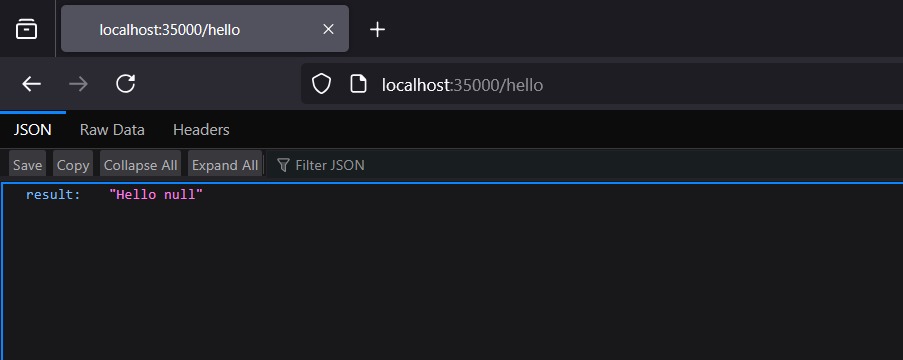 localhost:35000/hello
localhost:35000/hello
JSON Raw Data Headers
Save Copy Collapse All Expand All Filter JSON
result: "Hello null"